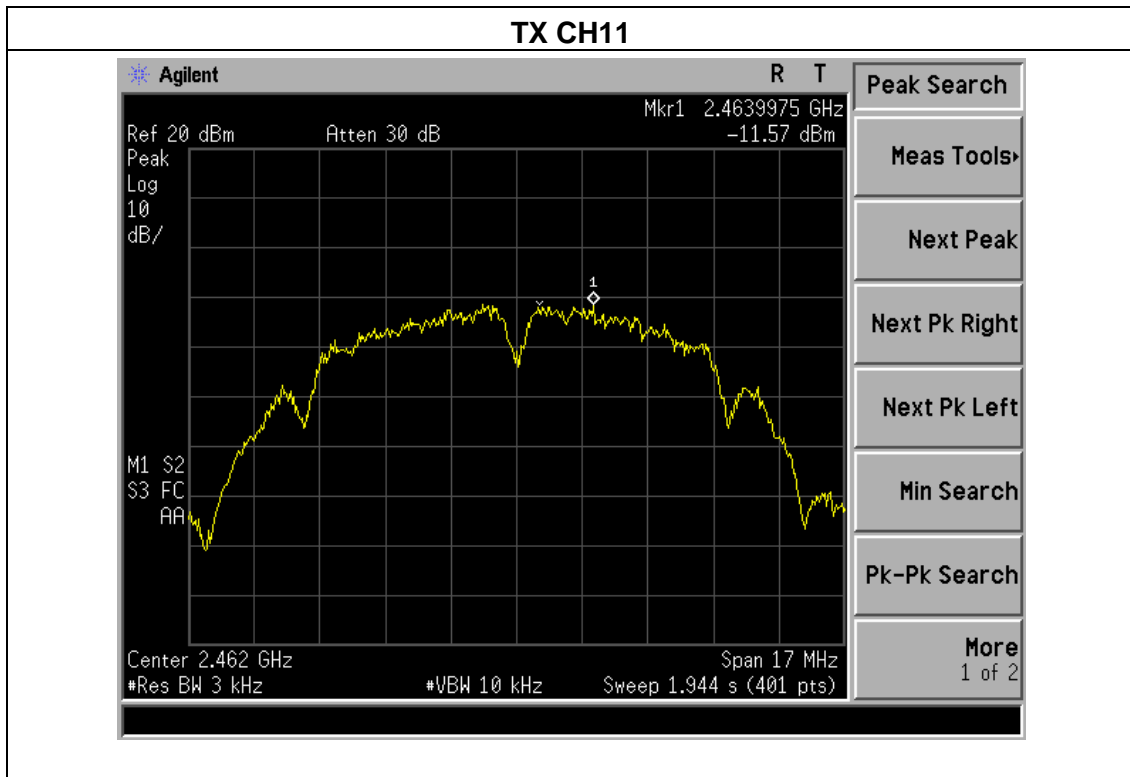 TX CH11
Agilent R T
Peak Search
Mkr1 2.4639975 GHz
Ref 20 dBm Atten 30 dB -11.57 dBm
Peak
Log
10
dB/
1
M1 S2
S3 FC
AA
Center 2.462 GHz Span 17 MHz
#Res BW 3 kHz #VBW 10 kHz Sweep 1.944 s (401 pts)
Meas Tools
Next Peak
Next Pk Right
Next Pk Left
Min Search
Pk-Pk Search
More
1 of 2